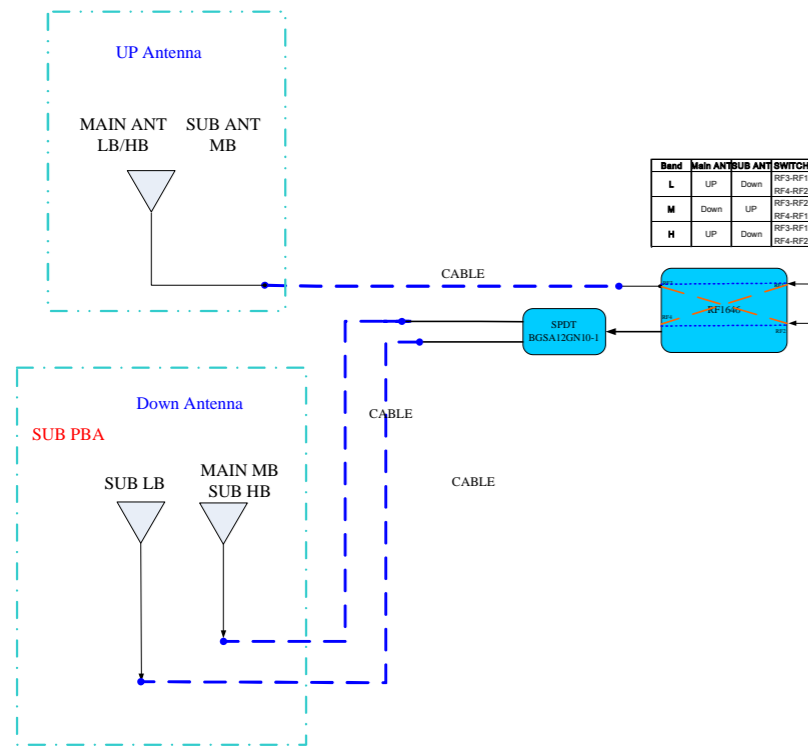 UP Antenna
MAIN ANT
LB/HB
SUB ANT
MB
Band Main ANT SUB ANT SWITCH
L UP Down RF3-RF1
RF4-RF2
M Down UP RF3-RF2
RF4-RF1
H UP Down RF3-RF1
RF4-RF2
CABLE
RF1646
RF4
RF2
SPDT
BGSA12GN10-1
Down Antenna
CABLE
SUB PBA
SUB LB
MAIN MB
SUB HB
CABLE